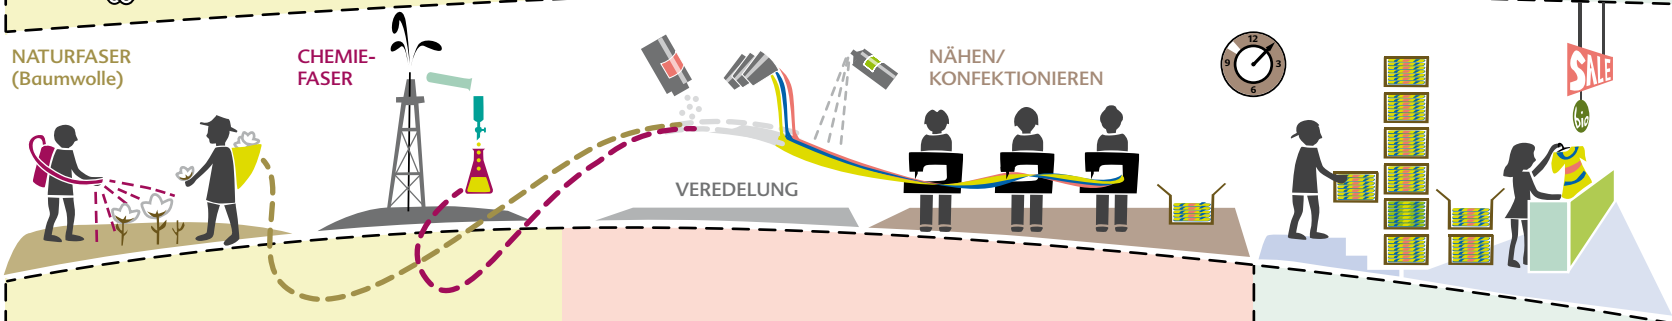 NATURFASER
(Baumwolle)
CHEMIE-
FASER
VEREDELUNG
NÄHEN/
KONFEKTIONIEREN
12
9
3
6
SALE
bio